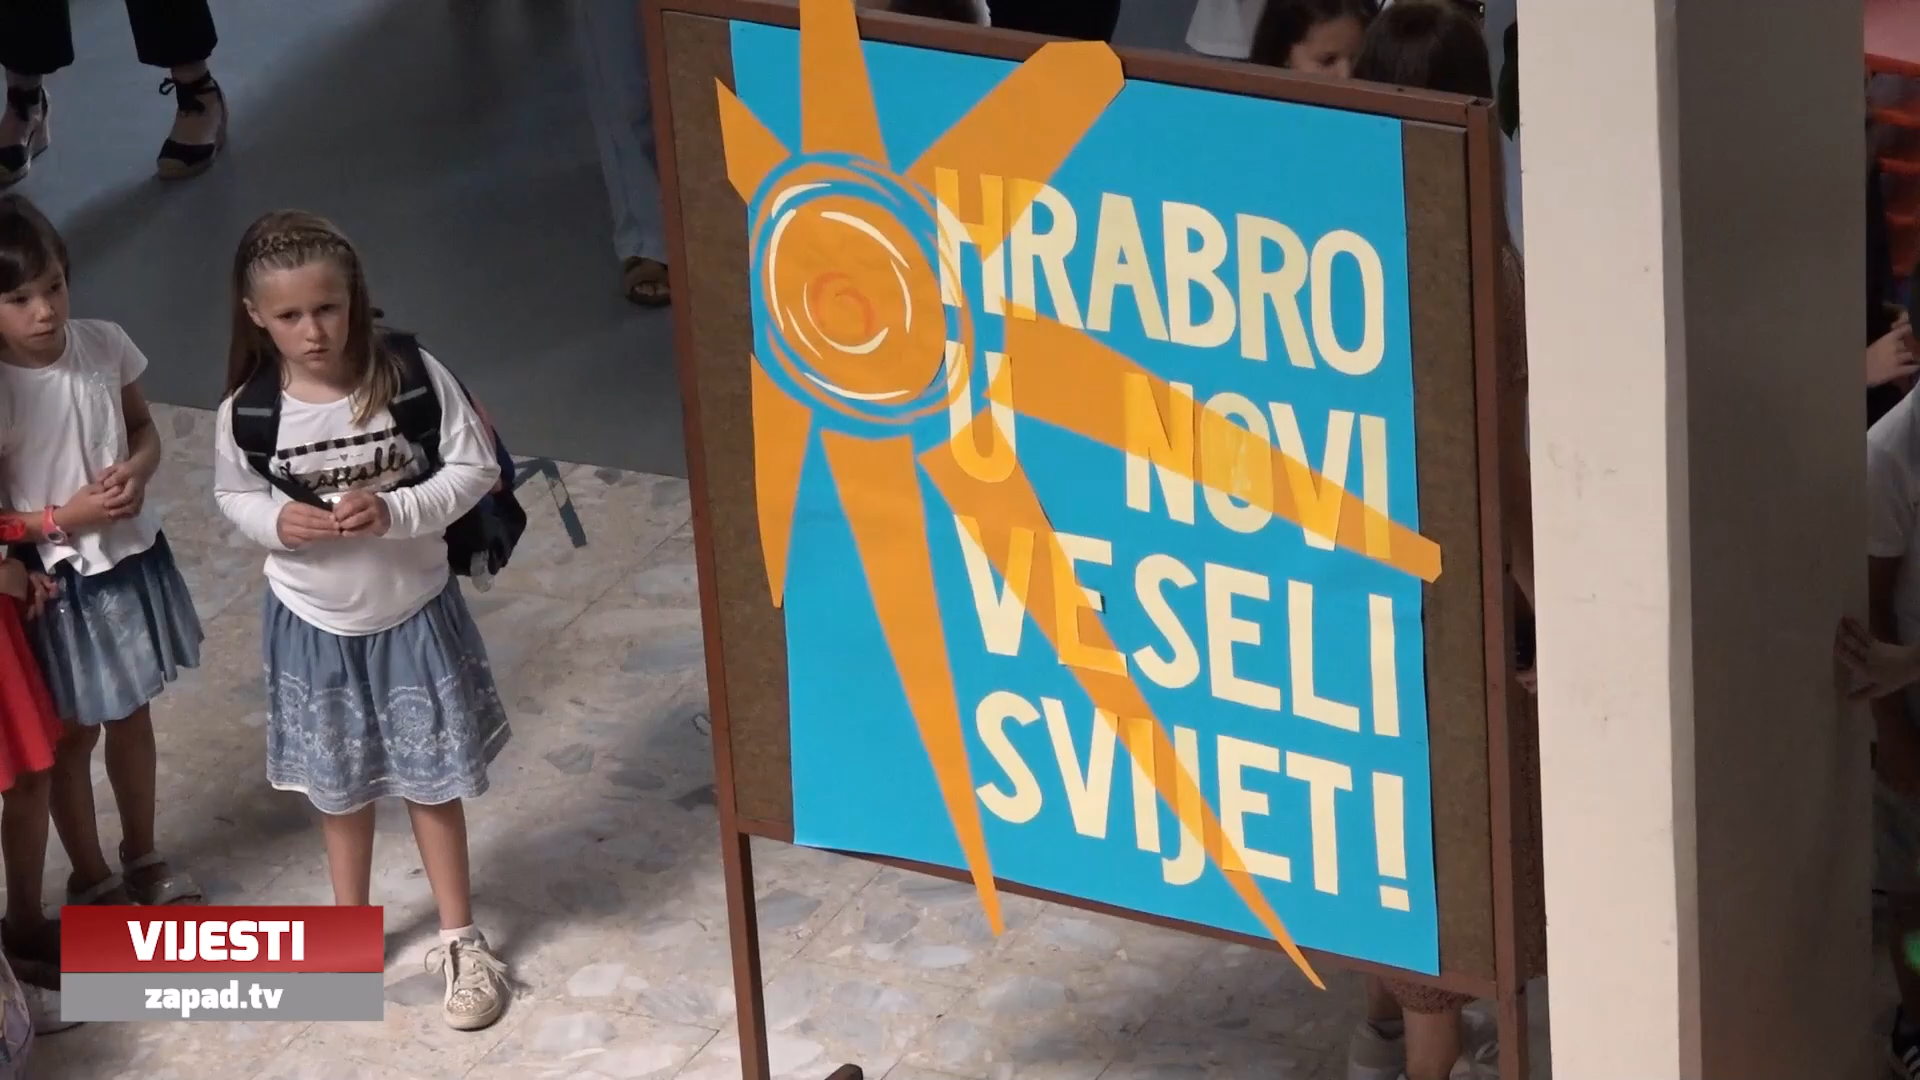 HRABRO
U NOVI
VESELI
SVIJET!
VIJESTI
zapad.tv